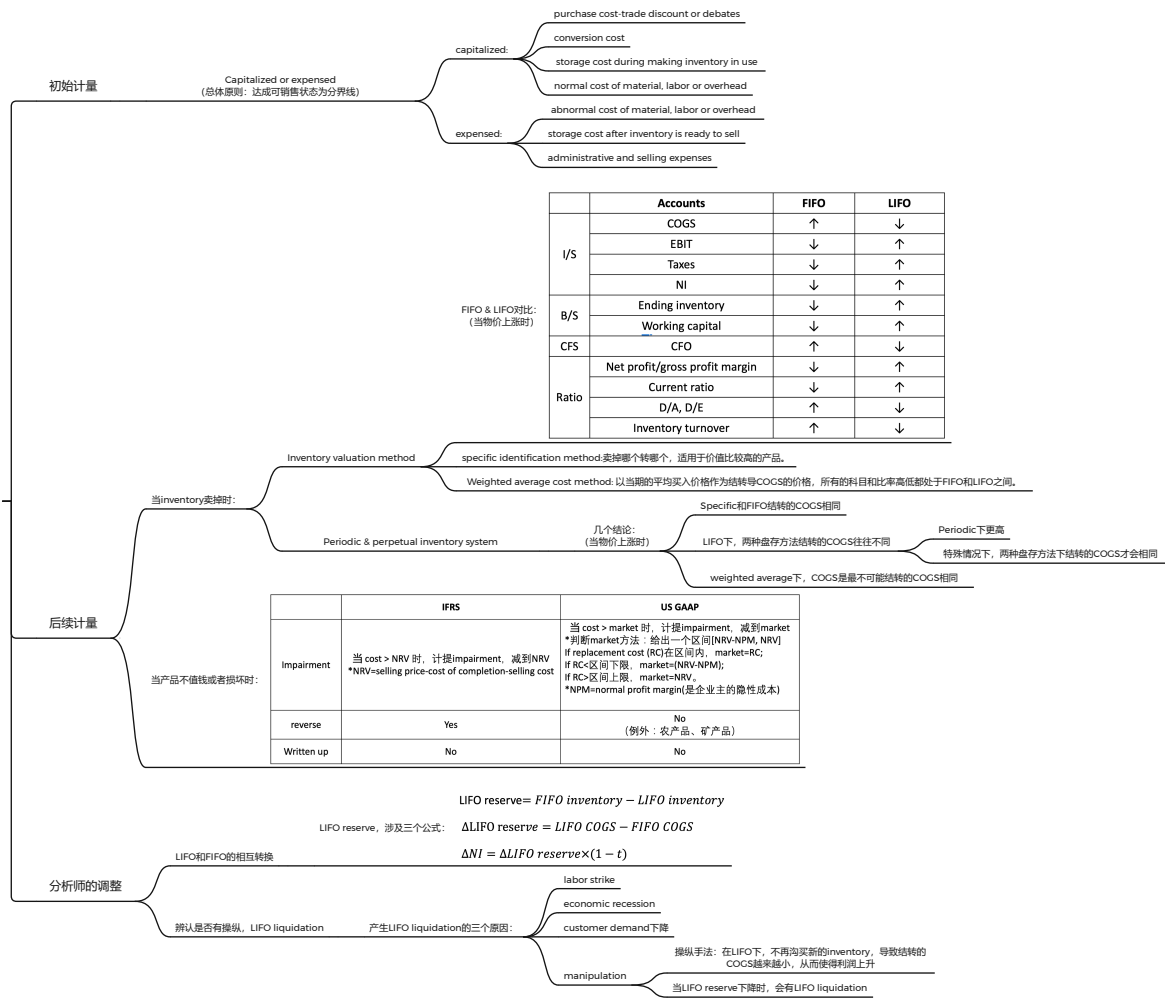 初始计量
Capitalized or expensed
（总体原则：达成可销售状态为分界线）
capitalized:
purchase cost-trade discount or debates
conversion cost
storage cost during making inventory in use
normal cost of material, labor or overhead
expensed:
abnormal cost of material, labor or overhead
storage cost after inventory is ready to sell
administrative and selling expenses
后续计量
当inventory卖掉时：
Inventory valuation method
FIFO & LIFO对比：
（当物价上涨时）
Accounts FIFO LIFO
I/S
COGS ↑ ↓
EBIT ↓ ↑
Taxes ↓ ↑
NI ↓ ↑
B/S
Ending inventory ↓ ↑
Working capital ↓ ↑
CFS CFO ↑ ↓
Ratio
Net profit/gross profit margin ↓ ↑
Current ratio ↓ ↑
D/A, D/E ↑ ↓
Inventory turnover ↑ ↓
specific identification method:卖掉哪个转哪个，适用于价值比较高的产品。
Weighted average cost method: 以当期的平均买入价格作为结转导COGS的价格，所有的科目和比率高低都处于FIFO和LIFO之间。
Periodic & perpetual inventory system
几个结论：
（当物价上涨时）
Specific和FIFO结转的COGS相同
LIFO下，两种盘存方法结转的COGS往往不同
Periodic下更高
特殊情况下，两种盘存方法下结转的COGS才会相同
weighted average下，COGS是最不可能结转的COGS相同
当产品不值钱或者损坏时：
IFRS US GAAP
Impairment
当 cost > NRV 时，计提impairment，减到NRV
*NRV=selling price-cost of completion-selling cost
当 cost > market 时，计提impairment，减到market
*判断market方法：给出一个区间[NRV-NPM, NRV]
If replacement cost (RC)在区间内，market=RC;
If RC<区间下限，market=(NRV-NPM);
If RC>区间上限，market=NRV。
*NPM=normal profit margin(是企业主的隐性成本)
reverse Yes No
（例外：农产品、矿产品）
Written up No No
分析师的调整
LIFO和FIFO的相互转换
LIFO reserve，涉及三个公式：
LIFO reserve= FIFO inventory − LIFO inventory
ΔLIFO reserve = LIFO COGS − FIFO COGS
ΔNI = ΔLIFO reserve×(1 − t)
辨认是否有操纵，LIFO liquidation
产生LIFO liquidation的三个原因：
labor strike
economic recession
customer demand下降
manipulation
操纵手法：在LIFO下，不再沟买新的inventory，导致结转的
COGS越来越小，从而使得利润上升
当LIFO reserve下降时，会有LIFO liquidation